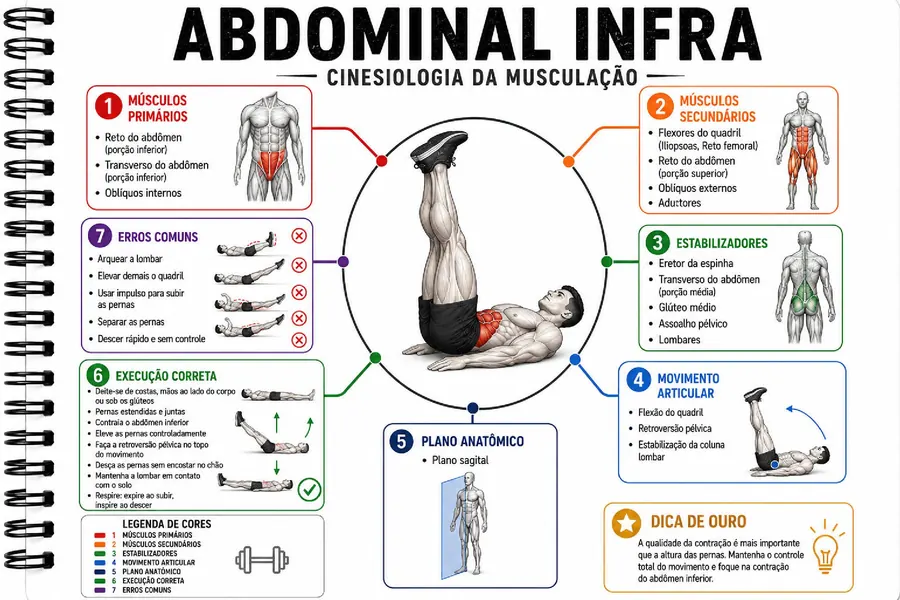 ABDOMINAL INFRA
CINESIOLOGIA DA MUSCULAÇÃO
1 MÚSCULOS
PRIMÁRIOS
• Reto do abdômen
(porção inferior)
• Transverso do abdômen
(porção inferior)
• Oblíquos internos
2 MÚSCULOS
SECUNDÁRIOS
• Flexores do quadril
(Iliopsoas, Reto femoral)
• Reto do abdômen
(porção superior)
• Oblíquos externos
• Adutores
3 ESTABILIZADORES
• Eretor da espinha
• Transverso do abdômen
(porção média)
• Glúteo médio
• Assoalho pélvico
• Lombares
4 MOVIMENTO
ARTICULAR
• Flexão do quadril
• Retroversão pélvica
• Estabilização da coluna
lombar
5 PLANO ANATÔMICO
• Plano sagital
6 EXECUÇÃO CORRETA
• Deite-se de costas, mãos ao lado do corpo
ou sob os glúteos
• Pernas estendidas e juntas
• Contraia o abdômen inferior
• Eleve as pernas controladamente
• Faça a retroversão pélvica no topo
do movimento
• Desça as pernas sem encostar no chão
• Mantenha a lombar em contato
com o solo
• Respire: expire ao subir,
inspire ao descer
7 ERROS COMUNS
• Arquear a lombar
• Elevar demais o quadril
• Usar impulso para subir
as pernas
• Separar as pernas
• Descer rápido e sem controle
LEGENDA DE CORES
1 MÚSCULOS PRIMÁRIOS
2 MÚSCULOS SECUNDÁRIOS
3 ESTABILIZADORES
4 MOVIMENTO ARTICULAR
5 PLANO ANATÔMICO
6 EXECUÇÃO CORRETA
7 ERROS COMUNS
DICA DE OURO
A qualidade da contração é mais importante
que a altura das pernas. Mantenha o controle
total do movimento e foque na contração
do abdômen inferior.